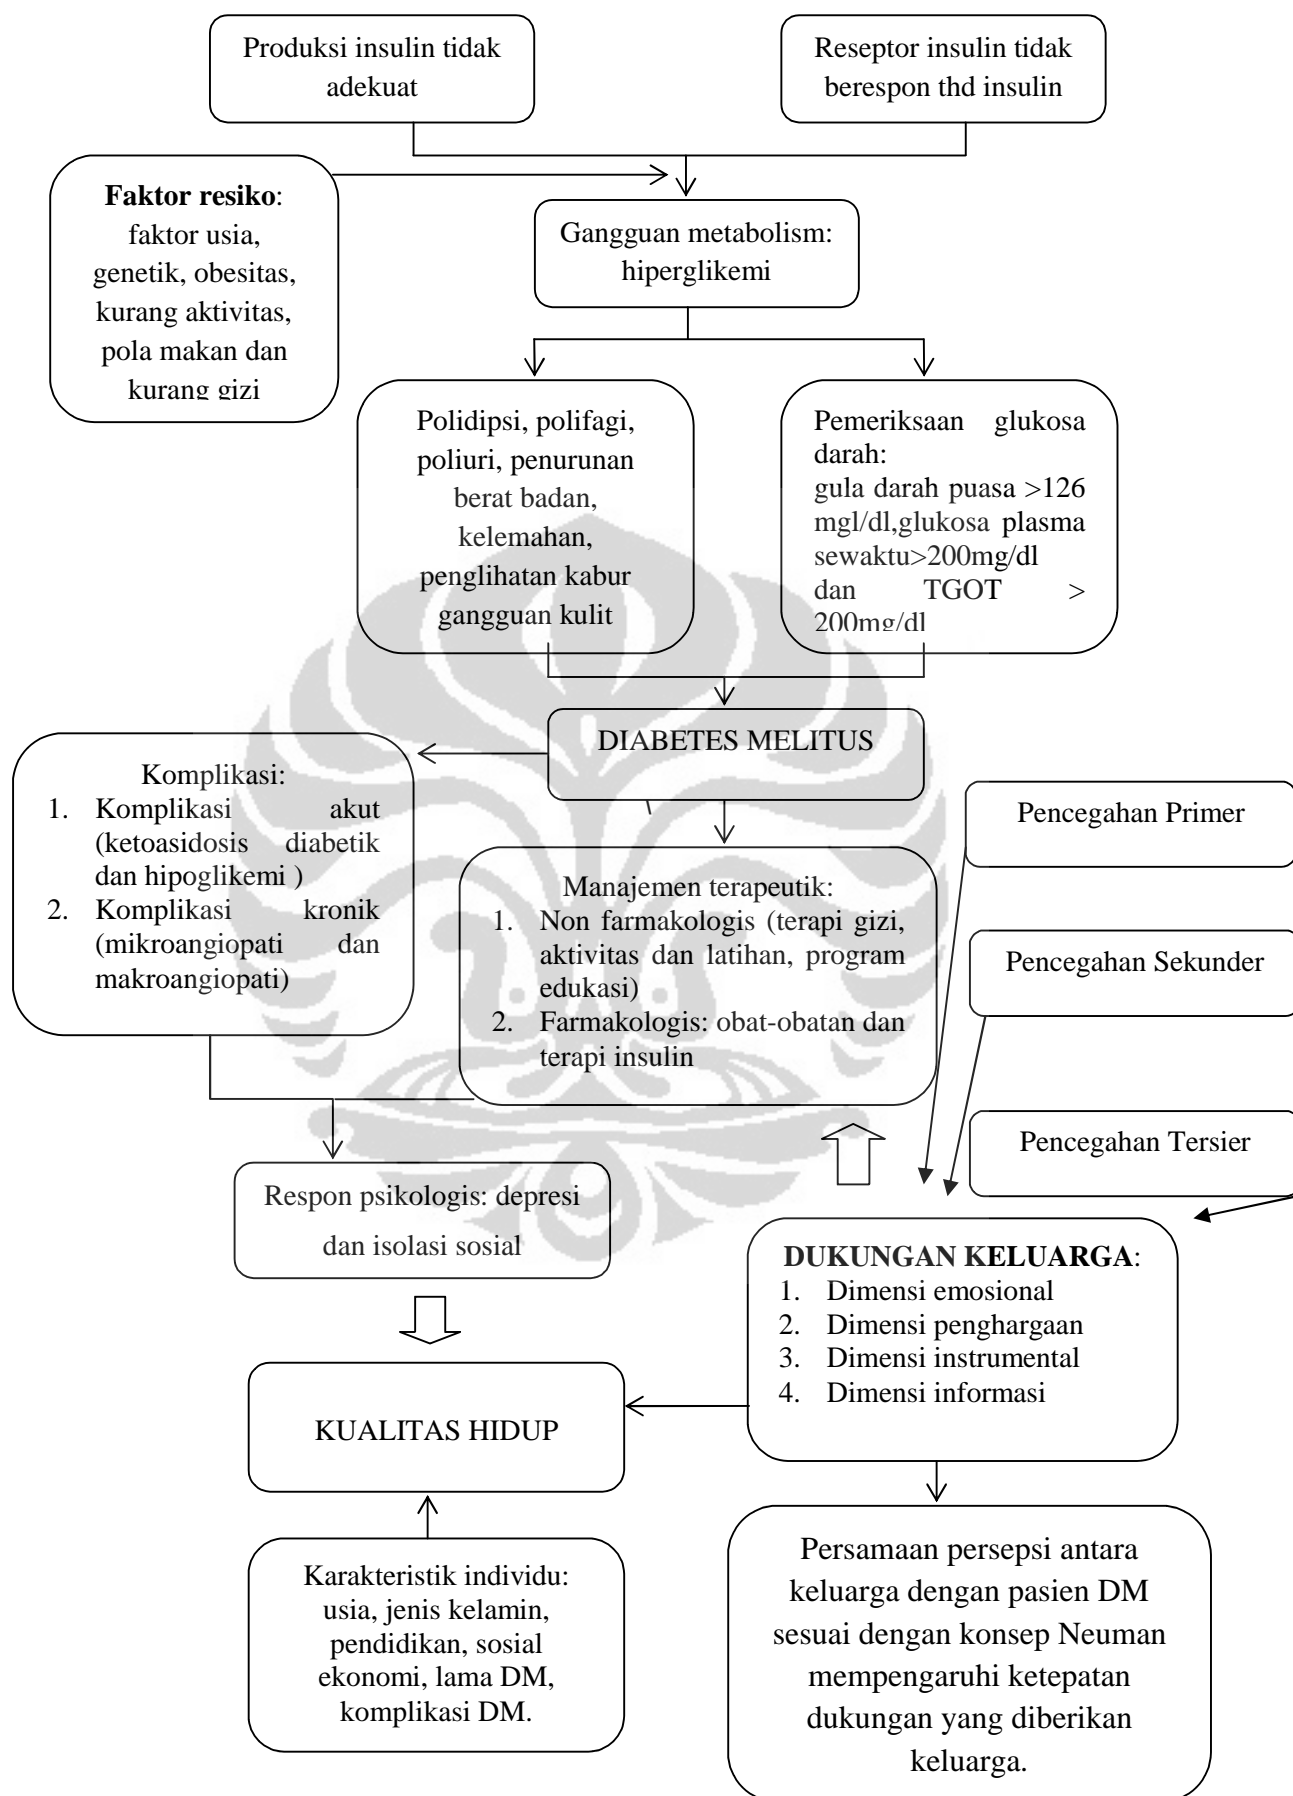 Produksi insulin tidak
adekuat
Reseptor insulin tidak
berespon thd insulin
Faktor resiko:
faktor usia,
genetik, obesitas,
kurang aktivitas,
pola makan dan
kurang gizi
Gangguan metabolism:
hiperglikemi
Polidipsi, polifagi,
poliuri, penurunan
berat badan,
kelemahan,
penglihatan kabur
gangguan kulit
Pemeriksaan glukosa
darah:
gula darah puasa >126
mgl/dl,glukosa plasma
sewaktu>200mg/dl
dan TGOT >
200mg/dl
DIABETES MELITUS
Komplikasi:
1. Komplikasi akut
(ketoasidosis diabetik
dan hipoglikemi )
2. Komplikasi kronik
(mikroangiopati dan
makroangiopati)
Manajemen terapeutik:
1. Non farmakologis (terapi gizi,
aktivitas dan latihan, program
edukasi)
2. Farmakologis: obat-obatan dan
terapi insulin
Pencegahan Primer
Pencegahan Sekunder
Pencegahan Tersier
Respon psikologis: depresi
dan isolasi sosial
DUKUNGAN KELUARGA:
1. Dimensi emosional
2. Dimensi penghargaan
3. Dimensi instrumental
4. Dimensi informasi
KUALITAS HIDUP
Karakteristik individu:
usia, jenis kelamin,
pendidikan, sosial
ekonomi, lama DM,
komplikasi DM.
Persamaan persepsi antara
keluarga dengan pasien DM
sesuai dengan konsep Neuman
mempengaruhi ketepatan
dukungan yang diberikan
keluarga.